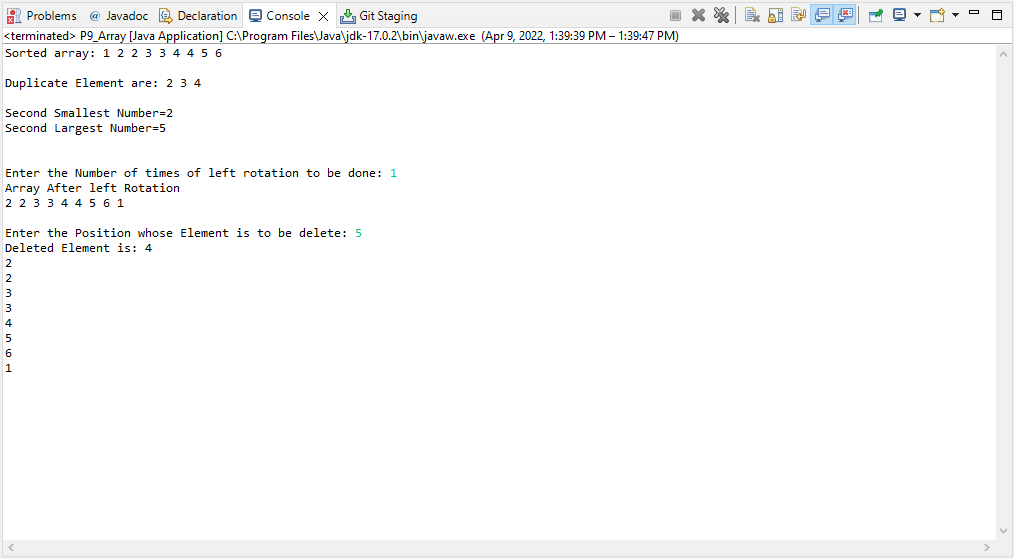 Problems @ Javadoc Declaration Console Git Staging
<terminated> P9_Array [Java Application] C:\Program Files\Java\jdk-17.0.2\bin\javaw.exe (Apr 9, 2022, 1:39:39 PM – 1:39:47 PM)
Sorted array: 1 2 2 3 3 4 4 5 6
Duplicate Element are: 2 3 4
Second Smallest Number=2
Second Largest Number=5
Enter the Number of times of left rotation to be done: 1
Array After left Rotation
2 2 3 3 4 4 5 6 1
Enter the Position whose Element is to be delete: 5
Deleted Element is: 4
2
2
3
3
4
5
6
1